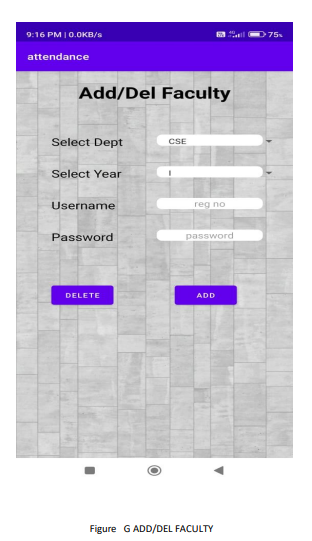 9:16 PM | 0.0KB/s 75%
attendance
Add/Del Faculty
Select Dept CSE
Select Year I
Username reg no
Password password
DELETE ADD
Figure G ADD/DEL FACULTY